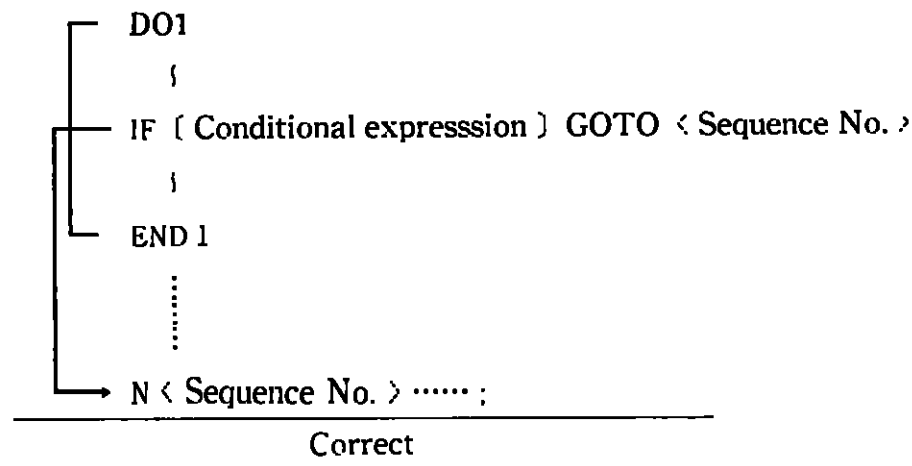 DO1
⌇
IF [ Conditional expresssion ] GOTO < Sequence No. >
⌇
END 1
N < Sequence No. > ······ ;
Correct